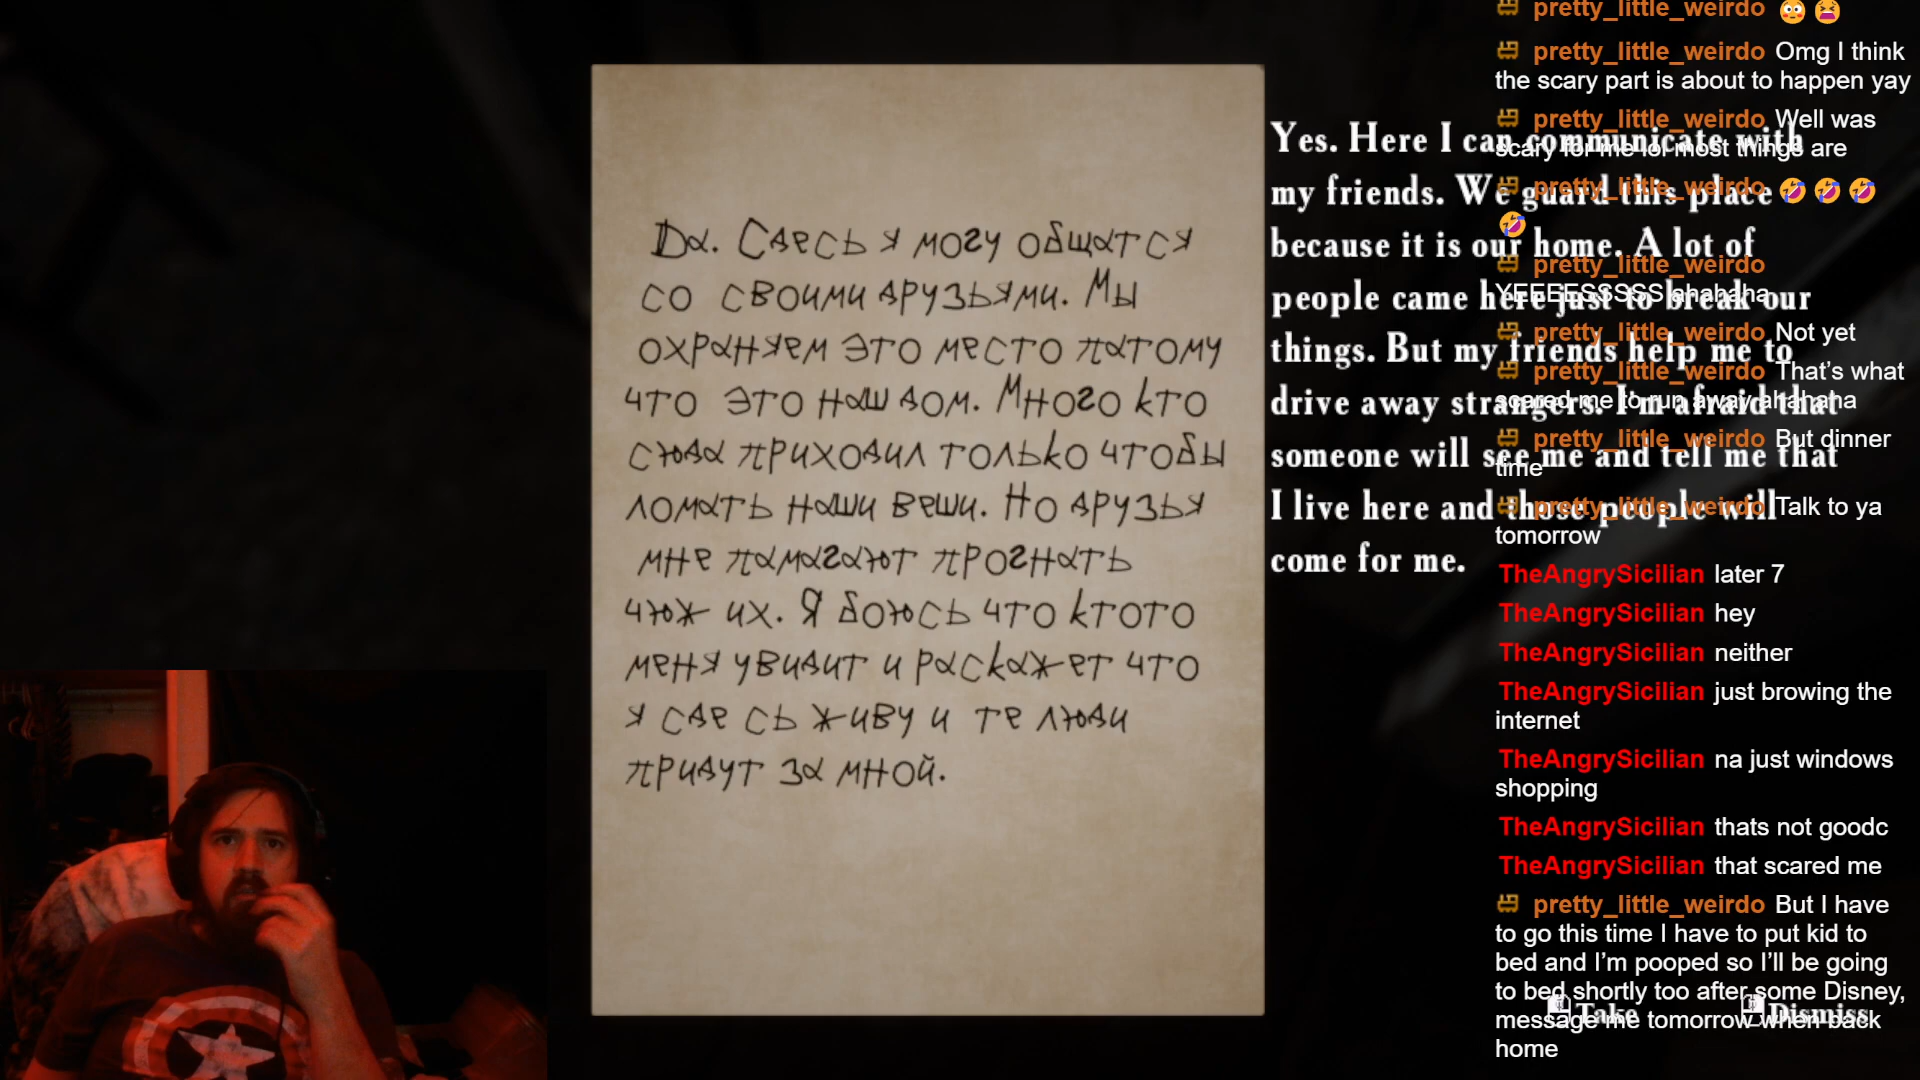 Да. Сдесь я могу общатся
со своими друзьями. Мы
охраняем это место патому
что это наш дом. Много кто
сюда приходил только чтобы
ломать наши веши. Но друзья
мне памагают прогнать
чюж их. Я боюсь что ктото
меня увидит и раскажет что
я сде сь живу и те люди
придут за мной.
Yes. Here I can communicate with
my friends. We guard this place
because it is our home. A lot of
people came here just to break our
things. But my friends help me to
drive away strangers. I'm afraid that
someone will see me and tell me that
I live here and those people will
come for me.
pretty_little_weirdo 😳 😫
pretty_little_weirdo Omg I think
the scary part is about to happen yay
pretty_little_weirdo Well was
scary for me lol most things are
pretty_little_weirdo 🤣 🤣 🤣
🤣
pretty_little_weirdo
YEEEESSSSS ahahaha
pretty_little_weirdo Not yet
pretty_little_weirdo That's what
scared me to run away ahahaha
pretty_little_weirdo But dinner
time
pretty_little_weirdo Talk to ya
tomorrow
TheAngrySicilian later 7
TheAngrySicilian hey
TheAngrySicilian neither
TheAngrySicilian just browing the
internet
TheAngrySicilian na just windows
shopping
TheAngrySicilian thats not goodc
TheAngrySicilian that scared me
pretty_little_weirdo But I have
to go this time I have to put kid to
bed and I'm pooped so I'll be going
to bed shortly too after some Disney,
message me tomorrow when back
home
Take Dismiss